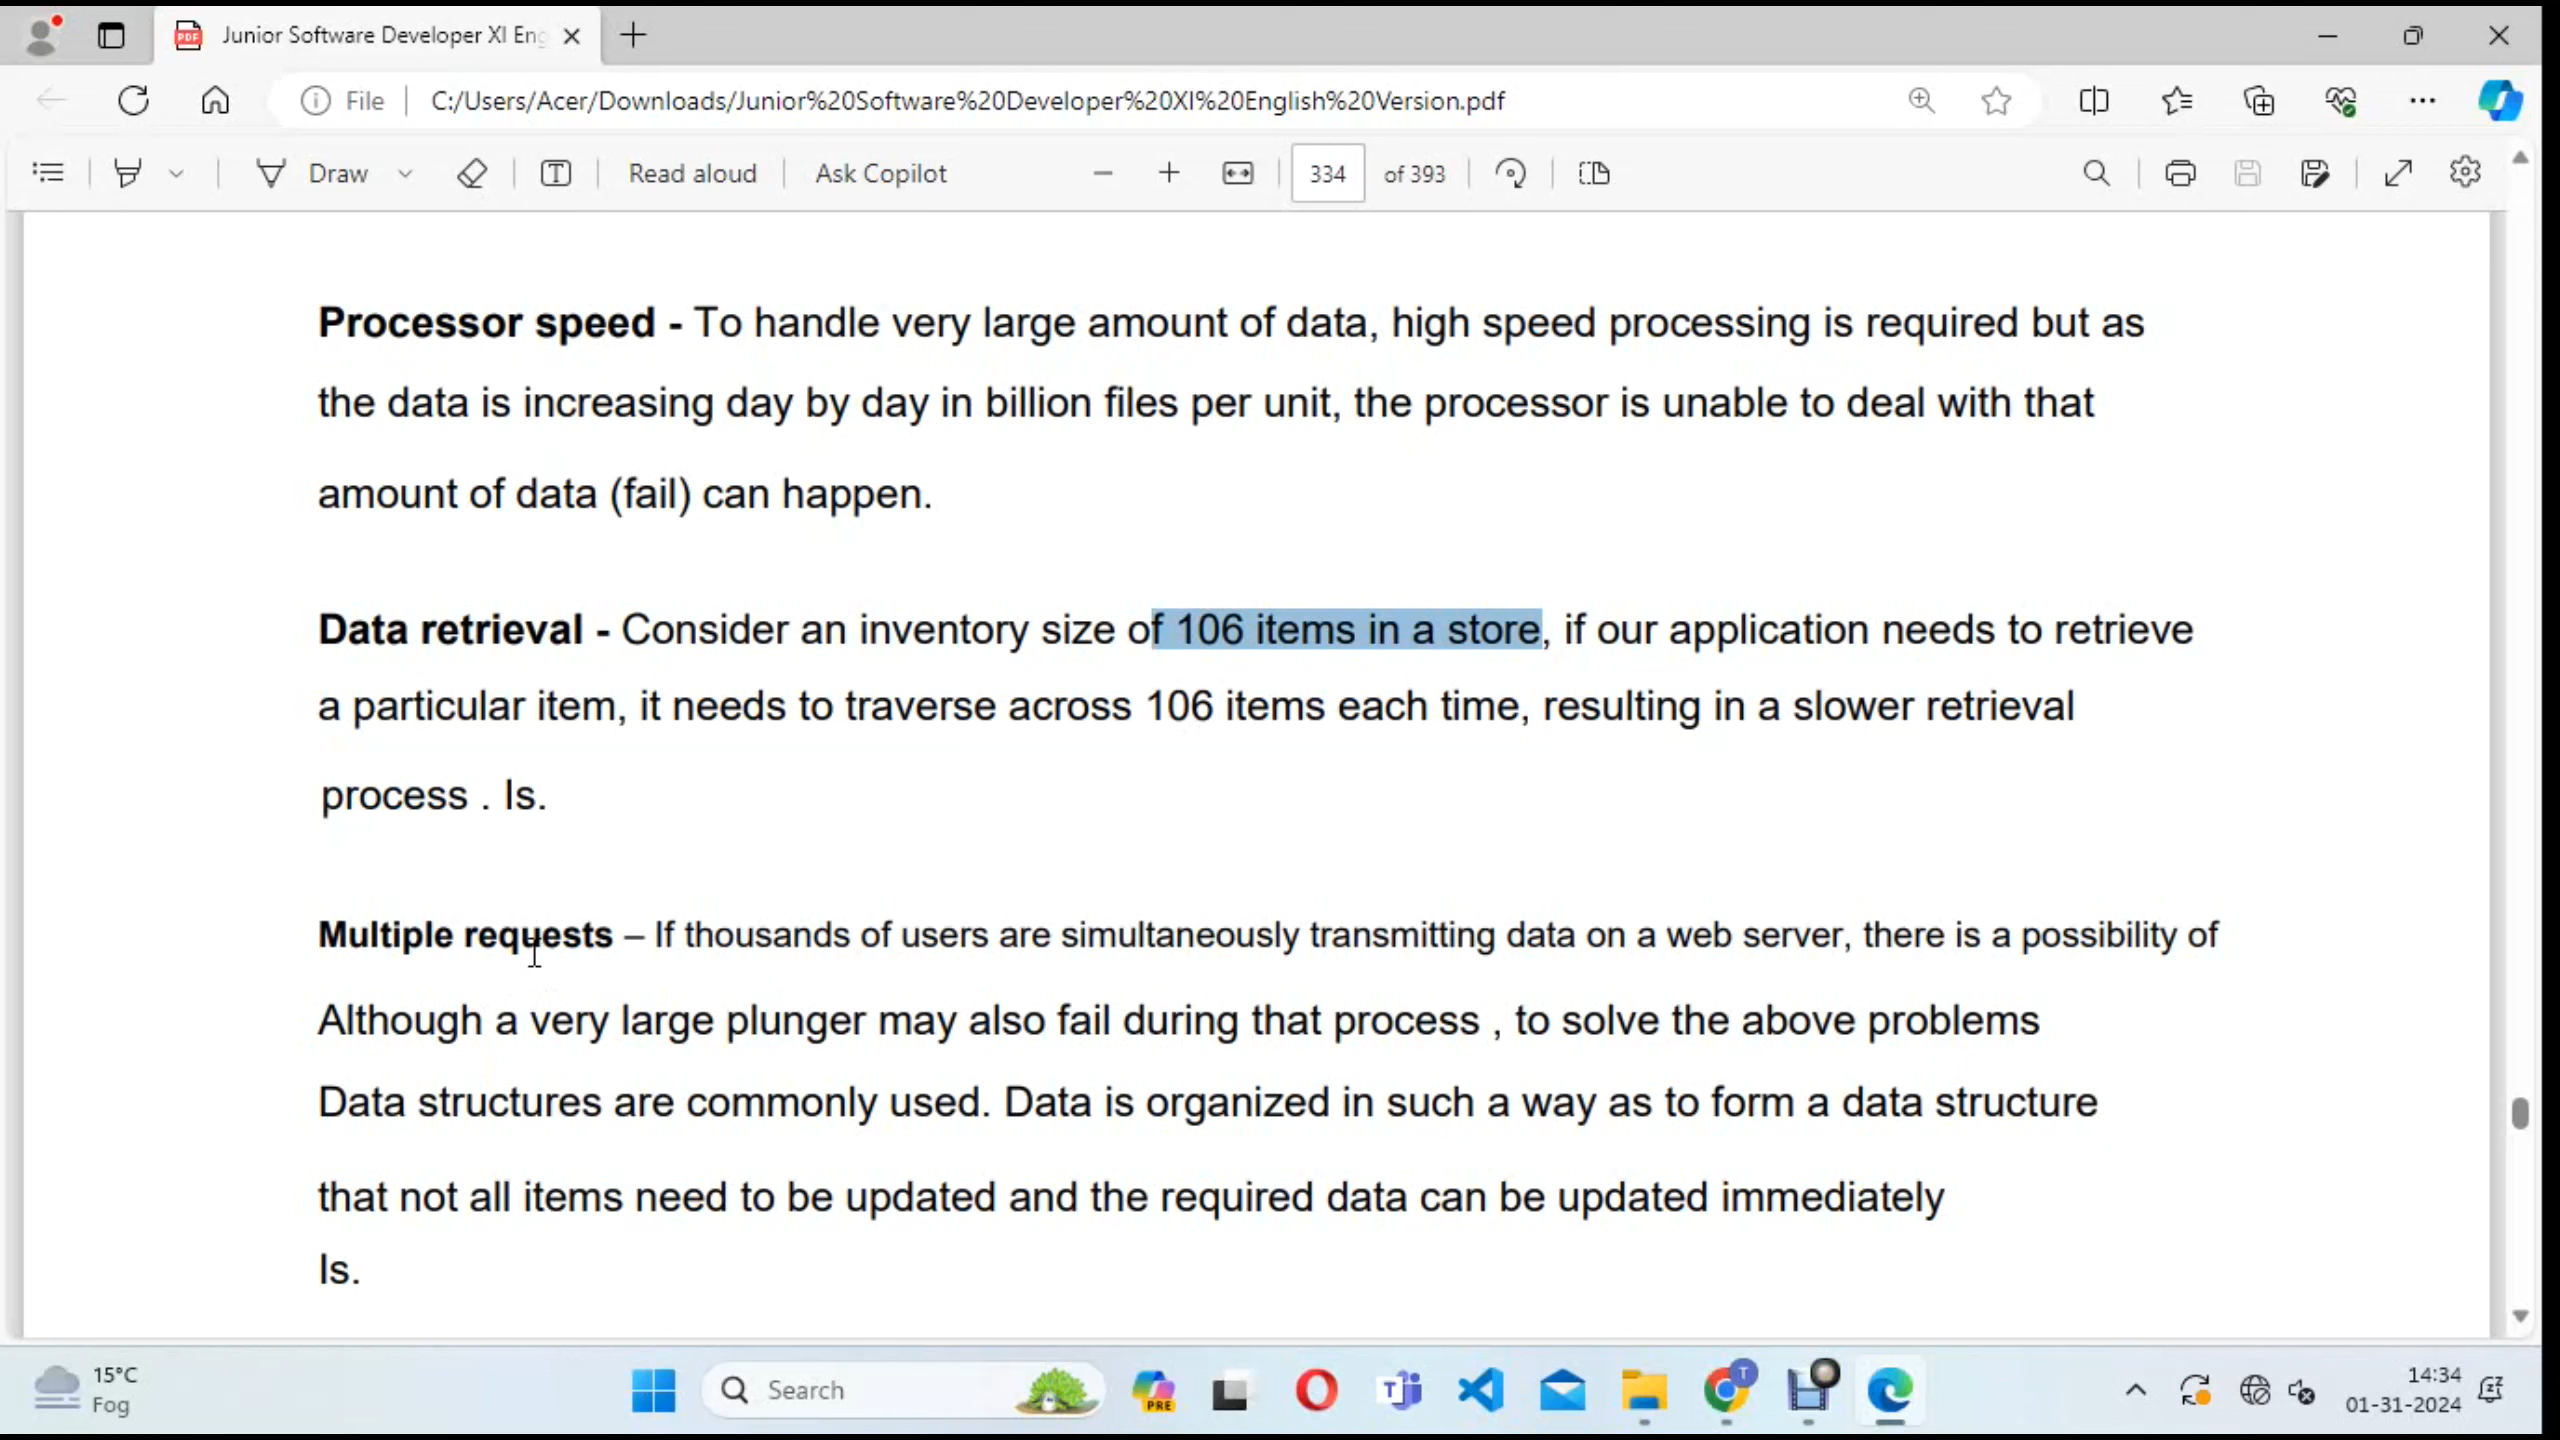 Junior Software Developer XI Eng
File
C:/Users/Acer/Downloads/Junior%20Software%20Developer%20XI%20English%20Version.pdf
Draw
Read aloud
Ask Copilot
334
of 393
Processor speed - To handle very large amount of data, high speed processing is required but as
the data is increasing day by day in billion files per unit, the processor is unable to deal with that
amount of data (fail) can happen.
Data retrieval - Consider an inventory size of 106 items in a store, if our application needs to retrieve
a particular item, it needs to traverse across 106 items each time, resulting in a slower retrieval
process . Is.
Multiple requests – If thousands of users are simultaneously transmitting data on a web server, there is a possibility of
Although a very large plunger may also fail during that process , to solve the above problems
Data structures are commonly used. Data is organized in such a way as to form a data structure
that not all items need to be updated and the required data can be updated immediately
Is.
15°C
Fog
Search
PRE
T
14:34
01-31-2024